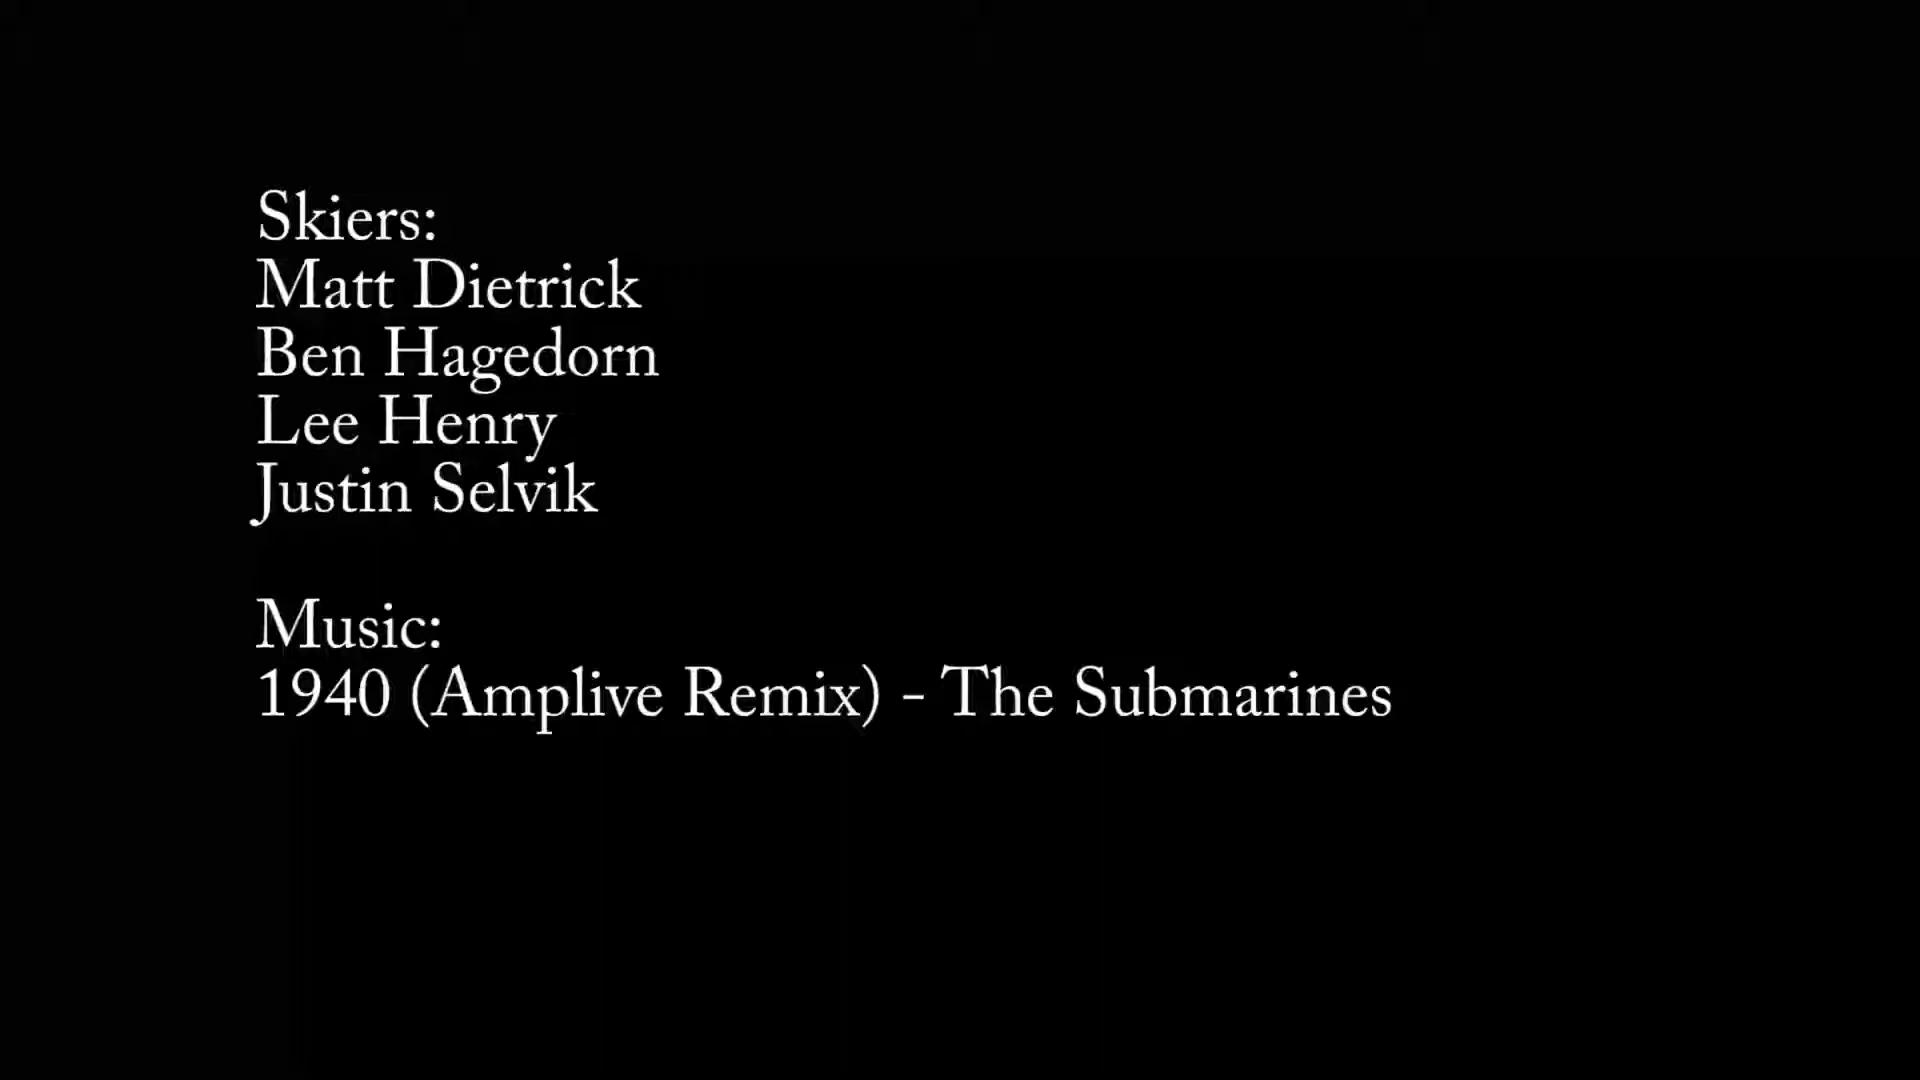 Skiers:
Matt Dietrick
Ben Hagedorn
Lee Henry
Justin Selvik
Music:
1940 (Amplive Remix) - The Submarines